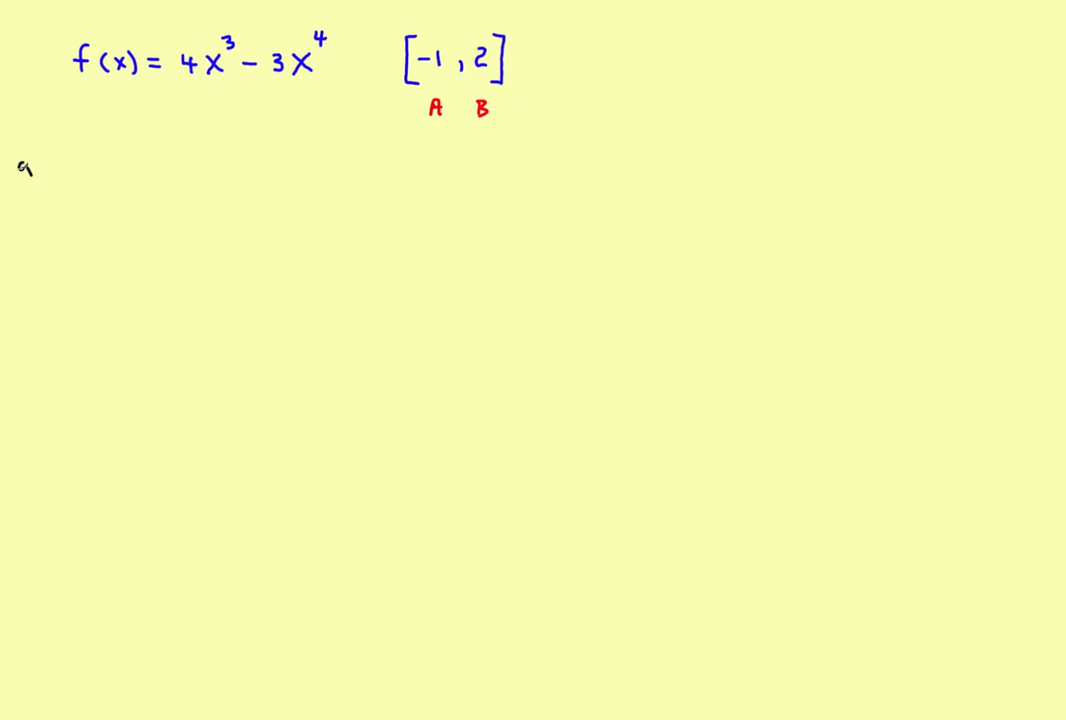 f(x) = 4x³ - 3x⁴ [-1, 2]
A B